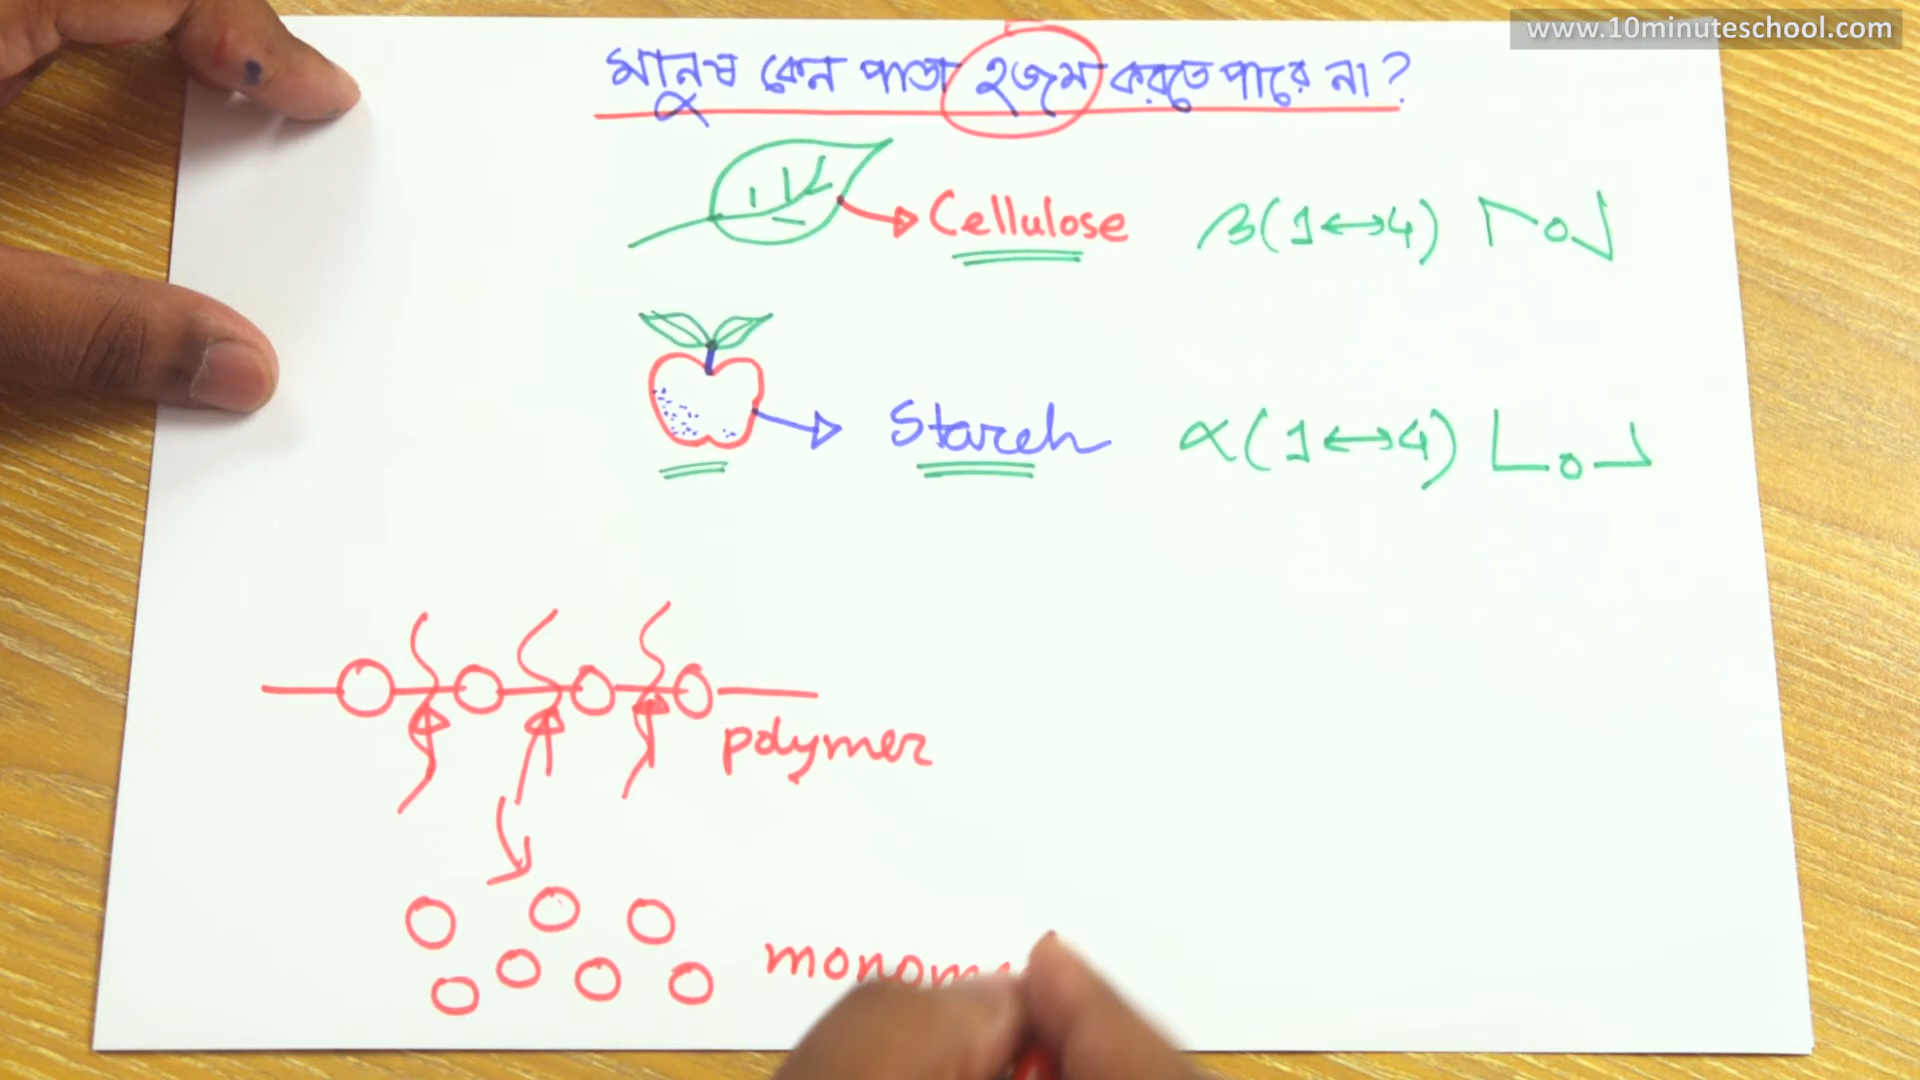 www.10minuteschool.com
মানুষ কেন পাতা হজম করতে পারে না?
Cellulose β(1↔4)
Starch α(1↔4)
polymer